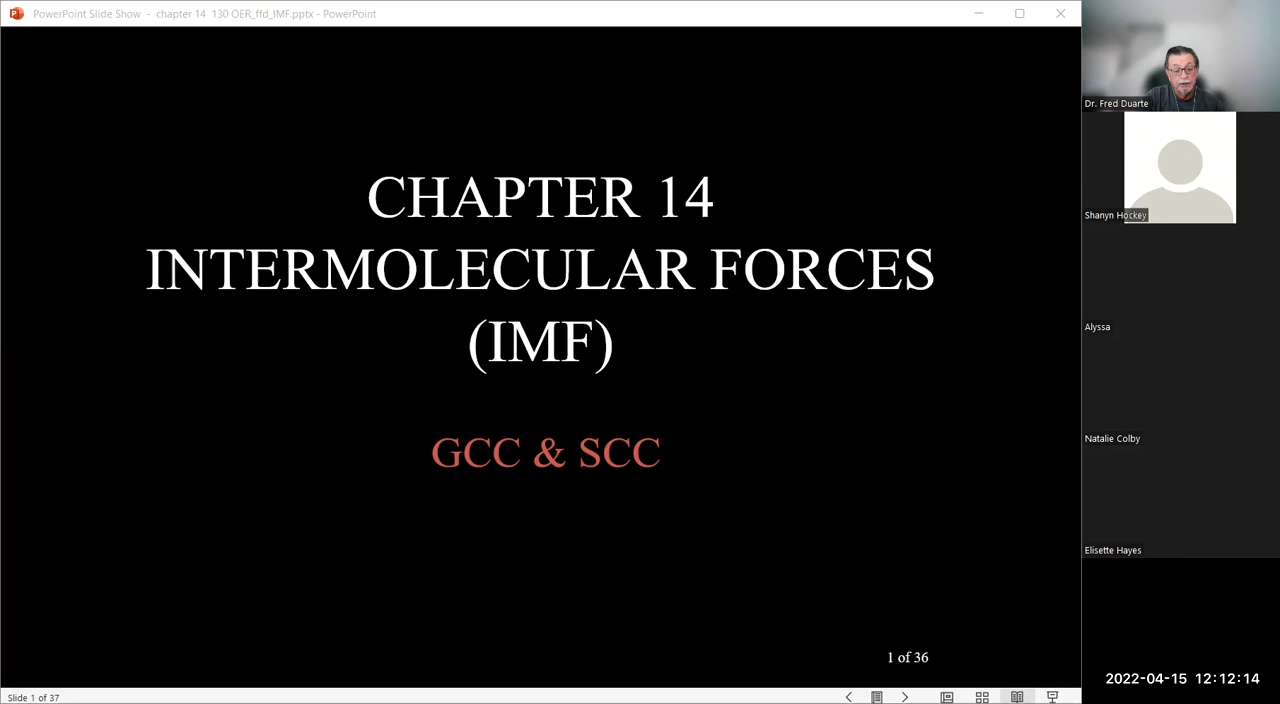 PowerPoint Slide Show - chapter 14 130 OER_ffd_IMF.pptx - PowerPoint
CHAPTER 14
INTERMOLECULAR FORCES
(IMF)
GCC & SCC
1 of 36
Slide 1 of 37
Dr. Fred Duarte
Shanyn Hockey
Alyssa
Natalie Colby
Elisette Hayes
2022-04-15 12:12:14